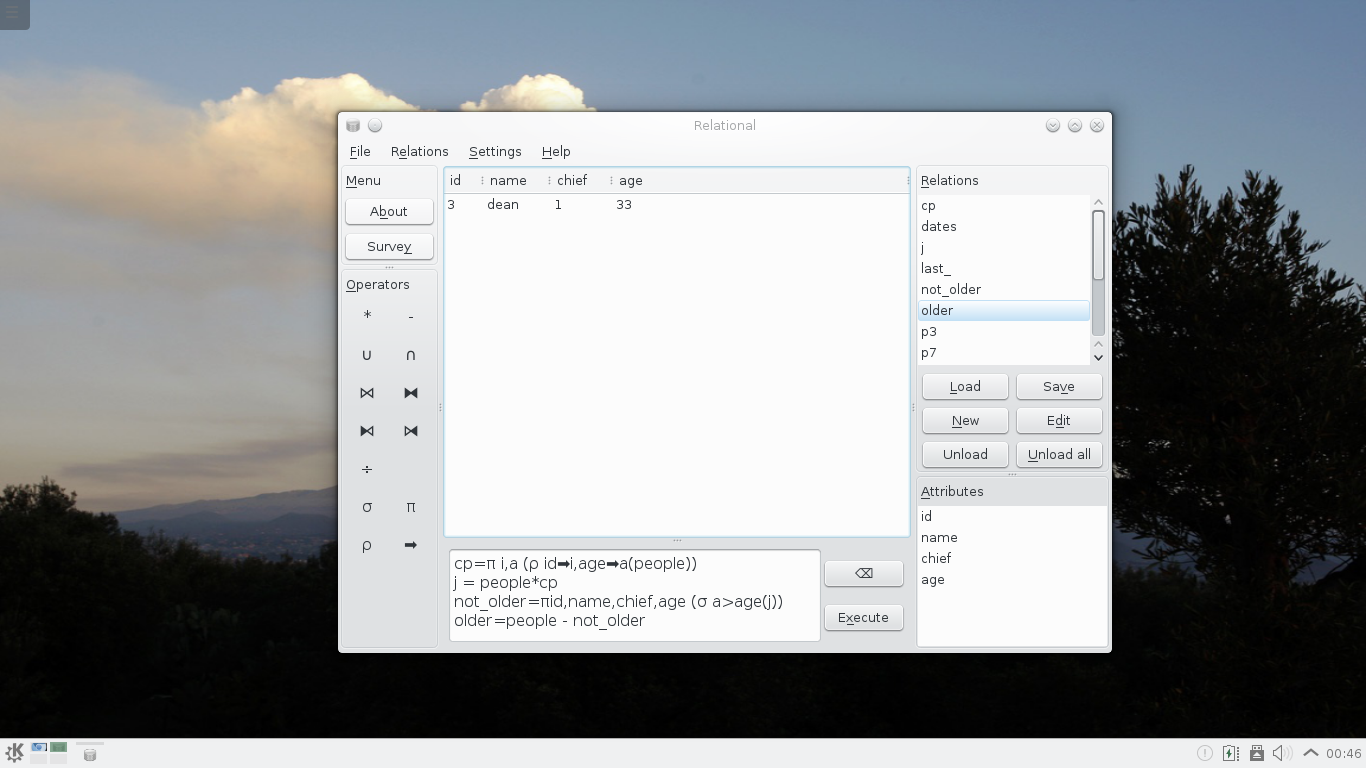 Relational
File Relations Settings Help
Menu
About
Survey
Operators
* -
∪ ∩
⋈ ⧓
⧑ ⧒
÷
σ π
ρ ➡
id name chief age
3 dean 1 33
cp=π i,a (ρ id➡i,age➡a(people))
j = people*cp
not_older=πid,name,chief,age (σ a>age(j))
older=people - not_older
⌫
Execute
Relations
cp
dates
j
last_
not_older
older
p3
p7
Load Save
New Edit
Unload Unload all
Attributes
id
name
chief
age
00:46